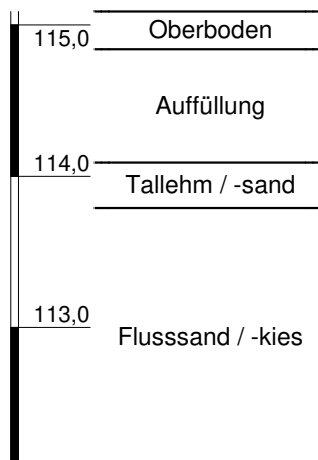 Oberboden
115,0
Auffüllung
114,0
Tallehm / -sand
113,0
Flusssand / -kies